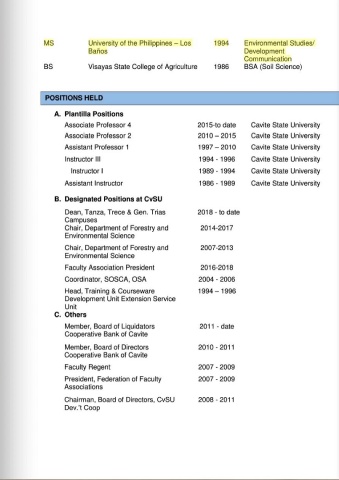 MS University of the Philippines – Los 1994 Environmental Studies/
Baños Development
Communication
BS Visayas State College of Agriculture 1986 BSA (Soil Science)
POSITIONS HELD
A. Plantilla Positions
Associate Professor 4 2015-to date Cavite State University
Associate Professor 2 2010 – 2015 Cavite State University
Assistant Professor 1 1997 – 2010 Cavite State University
Instructor III 1994 - 1996 Cavite State University
Instructor I 1989 - 1994 Cavite State University
Assistant Instructor 1986 - 1989 Cavite State University
B. Designated Positions at CvSU
Dean, Tanza, Trece & Gen. Trias 2018 - to date
Campuses
Chair, Department of Forestry and 2014-2017
Environmental Science
Chair, Department of Forestry and 2007-2013
Environmental Science
Faculty Association President 2016-2018
Coordinator, SOSCA, OSA 2004 - 2006
Head, Training & Courseware 1994 – 1996
Development Unit Extension Service
Unit
C. Others
Member, Board of Liquidators 2011 - date
Cooperative Bank of Cavite
Member, Board of Directors 2010 - 2011
Cooperative Bank of Cavite
Faculty Regent 2007 - 2009
President, Federation of Faculty 2007 - 2009
Associations
Chairman, Board of Directors, CvSU 2008 - 2011
Dev.'t Coop